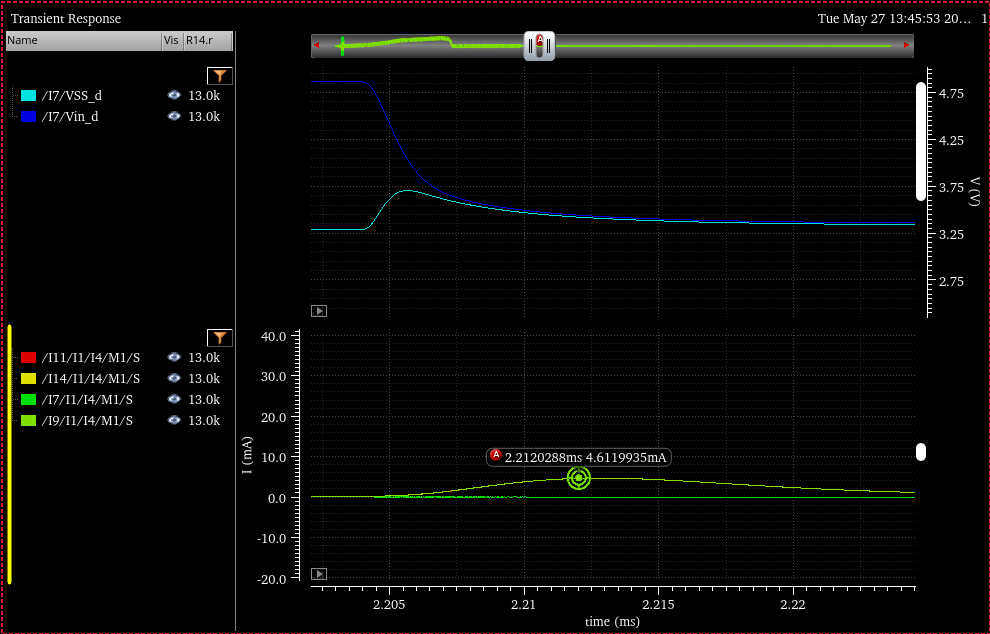 Transient Response
Tue May 27 13:45:53 20... 1
Name Vis R14.r
/I7/VSS_d 13.0k
/I7/Vin_d 13.0k
4.75
4.25
3.75
3.25
2.75
V (V)
/I11/I1/I4/M1/S 13.0k
/I14/I1/I4/M1/S 13.0k
/I7/I1/I4/M1/S 13.0k
/I9/I1/I4/M1/S 13.0k
40.0
30.0
20.0
10.0
0.0
-10.0
-20.0
I (mA)
A 2.2120288ms 4.6119935mA
2.205 2.21 2.215 2.22
time (ms)